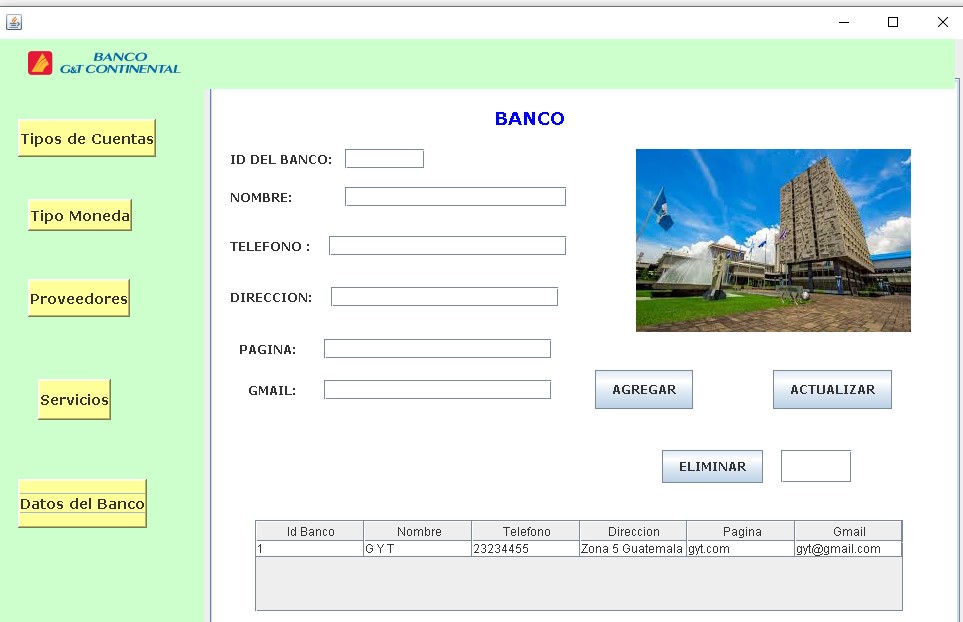 BANCO
G&T CONTINENTAL
Tipos de Cuentas
Tipo Moneda
Proveedores
Servicios
Datos del Banco
BANCO
ID DEL BANCO:
NOMBRE:
TELEFONO :
DIRECCION:
PAGINA:
GMAIL:
AGREGAR
ACTUALIZAR
ELIMINAR
Id Banco Nombre Telefono Direccion Pagina Gmail
1 G Y T 23234455 Zona 5 Guatemala gyt.com gyt@gmail.com